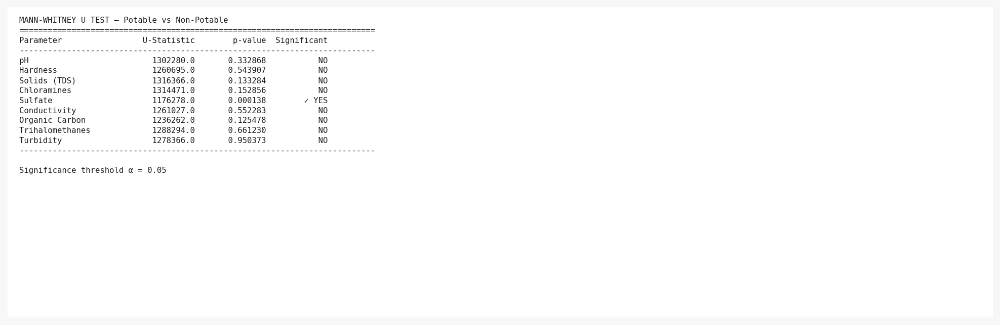 MANN-WHITNEY U TEST — Potable vs Non-Potable
===========================================================================
Parameter                 U-Statistic        p-value  Significant
---------------------------------------------------------------------------
pH                          1302280.0       0.332868           NO
Hardness                    1260695.0       0.543907           NO
Solids (TDS)                1316366.0       0.133284           NO
Chloramines                 1314471.0       0.152856           NO
Sulfate                     1176278.0       0.000138        ✓ YES
Conductivity                1261027.0       0.552283           NO
Organic Carbon              1236262.0       0.125478           NO
Trihalomethanes             1288294.0       0.661230           NO
Turbidity                   1278366.0       0.950373           NO
---------------------------------------------------------------------------
Significance threshold α = 0.05